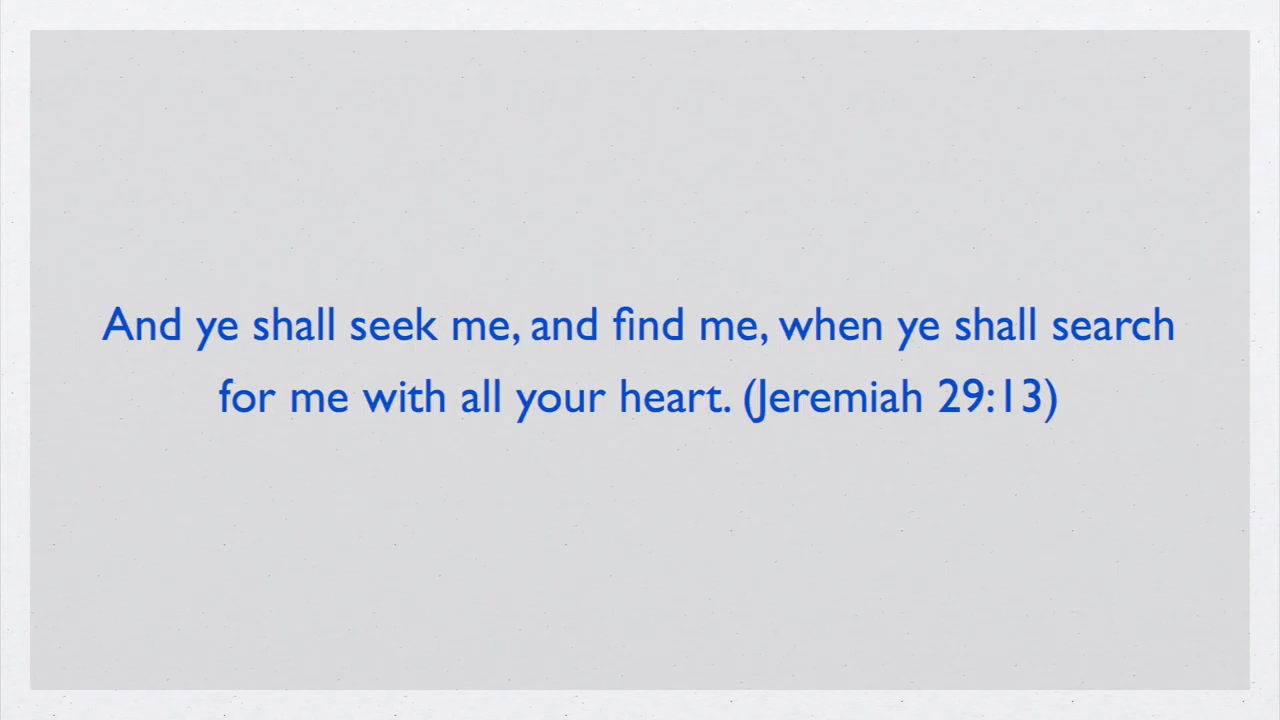 And ye shall seek me, and find me, when ye shall search
for me with all your heart. (Jeremiah 29:13)